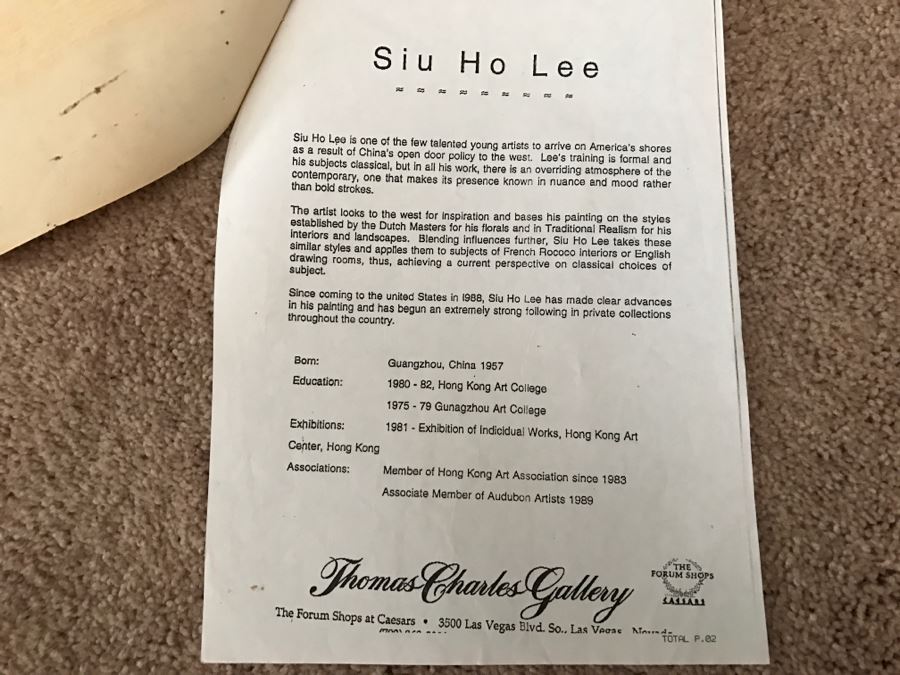 Siu Ho Lee
≈ ≈ ≈ ≈ ≈ ≈ ≈ ≈ ≈
Siu Ho Lee is one of the few talented young artists to arrive on America's shores
as a result of China's open door policy to the west. Lee's training is formal and
his subjects classical, but in all his work, there is an overriding atmosphere of the
contemporary, one that makes its presence known in nuance and mood rather
than bold strokes.
The artist looks to the west for inspiration and bases his painting on the styles
established by the Dutch Masters for his florals and in Traditional Realism for his
interiors and landscapes. Blending influences further, Siu Ho Lee takes these
similar styles and applies them to subjects of French Rococo interiors or English
drawing rooms, thus, achieving a current perspective on classical choices of
subject.
Since coming to the united States in l988, Siu Ho Lee has made clear advances
in his painting and has begun an extremely strong following in private collections
throughout the country.
Born: Guangzhou, China 1957
Education: 1980 - 82, Hong Kong Art College
1975 - 79 Gunagzhou Art College
Exhibitions: 1981 - Exhibition of Indicidual Works, Hong Kong Art
Center, Hong Kong
Associations: Member of Hong Kong Art Association since 1983
Associate Member of Audubon Artists 1989
Thomas Charles Gallery
THE
FORUM SHOPS
CAESARS
The Forum Shops at Caesars • 3500 Las Vegas Blvd. So., Las Vegas, Nevada
TOTAL P.02